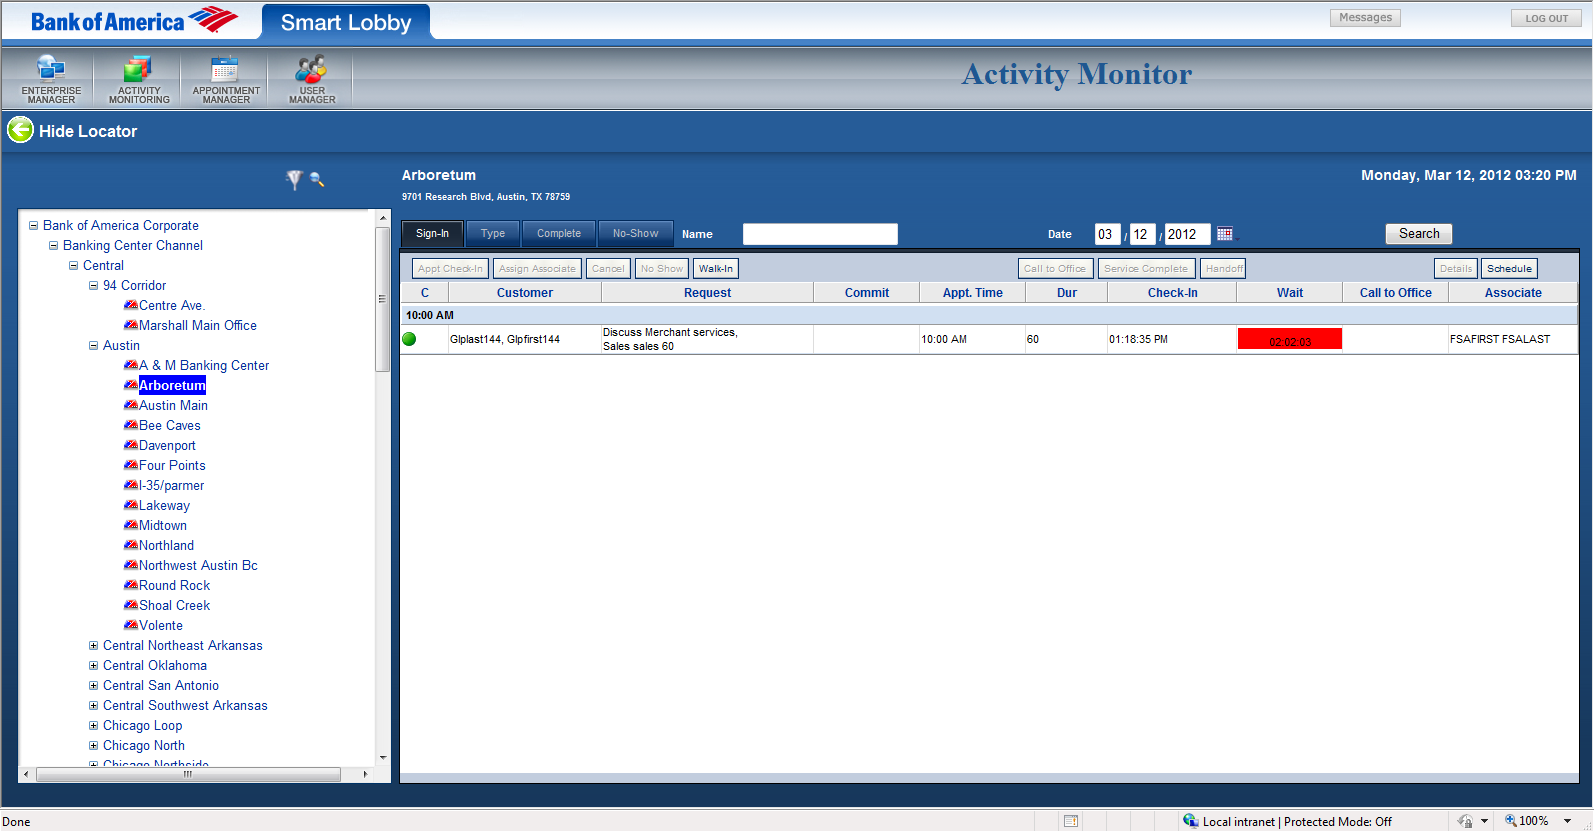 Bank of America
Smart Lobby
Messages
LOG OUT
ENTERPRISE
MANAGER
ACTIVITY
MONITORING
APPOINTMENT
MANAGER
USER
MANAGER
Activity Monitor
Hide Locator
Bank of America Corporate
Banking Center Channel
Central
94 Corridor
Centre Ave.
Marshall Main Office
Austin
A & M Banking Center
Arboretum
Austin Main
Bee Caves
Davenport
Four Points
I-35/parmer
Lakeway
Midtown
Northland
Northwest Austin Bc
Round Rock
Shoal Creek
Volente
Central Northeast Arkansas
Central Oklahoma
Central San Antonio
Central Southwest Arkansas
Chicago Loop
Chicago North
Chicago Northside
Arboretum
Monday, Mar 12, 2012 03:20 PM
9701 Research Blvd, Austin, TX 78759
Sign-In Type Complete No-Show Name Date 03 / 12 / 2012 Search
Appt Check-In Assign Associate Cancel No Show Walk-In Call to Office Service Complete Handoff Details Schedule
C Customer Request Commit Appt. Time Dur Check-In Wait Call to Office Associate
10:00 AM
Glplast144, Glpfirst144 Discuss Merchant services, Sales sales 60 10:00 AM 60 01:18:35 PM 02:02:03 FSAFIRST FSALAST
Done
Local intranet | Protected Mode: Off
100%